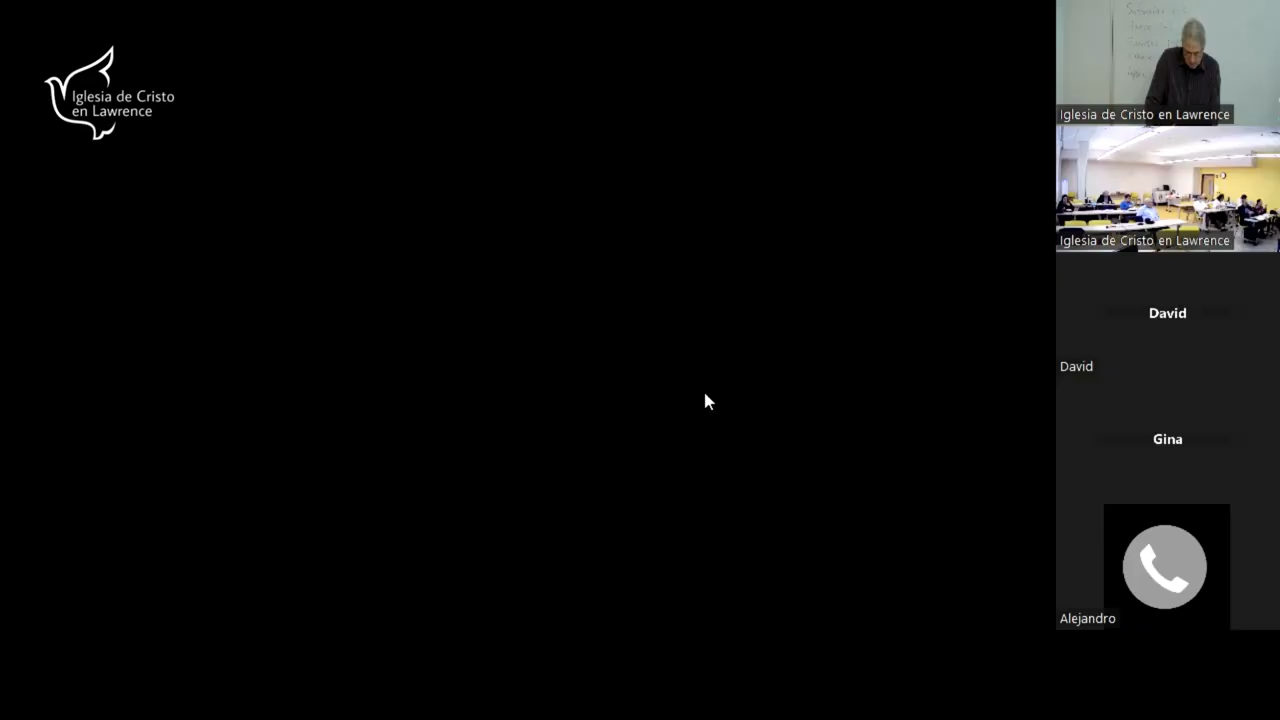 Iglesia de Cristo
en Lawrence
Iglesia de Cristo en Lawrence
Iglesia de Cristo en Lawrence
David
David
Gina
Alejandro